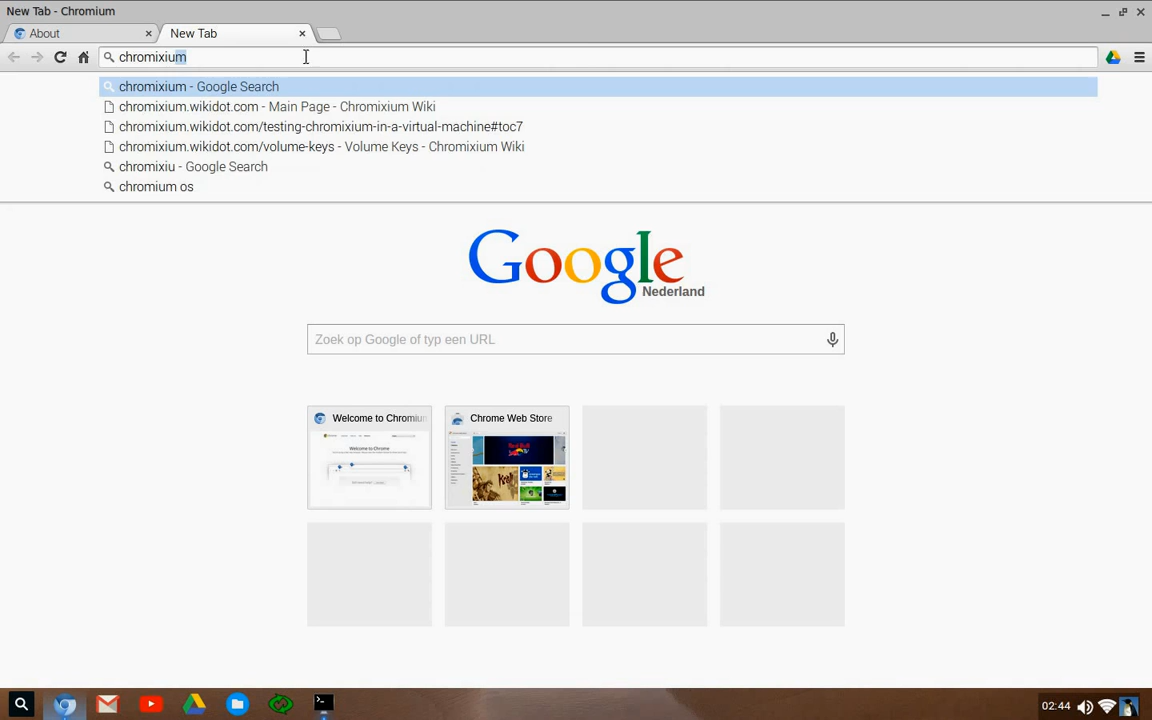 New Tab - Chromium
About
New Tab
chromixium
chromixium - Google Search
chromixium.wikidot.com - Main Page - Chromixium Wiki
chromixium.wikidot.com/testing-chromixium-in-a-virtual-machine#toc7
chromixium.wikidot.com/volume-keys - Volume Keys - Chromixium Wiki
chromixiu - Google Search
chromium os
Google
Nederland
Zoek op Google of typ een URL
Welcome to Chromium
Chrome Web Store
Welcome to Chrome
02:44